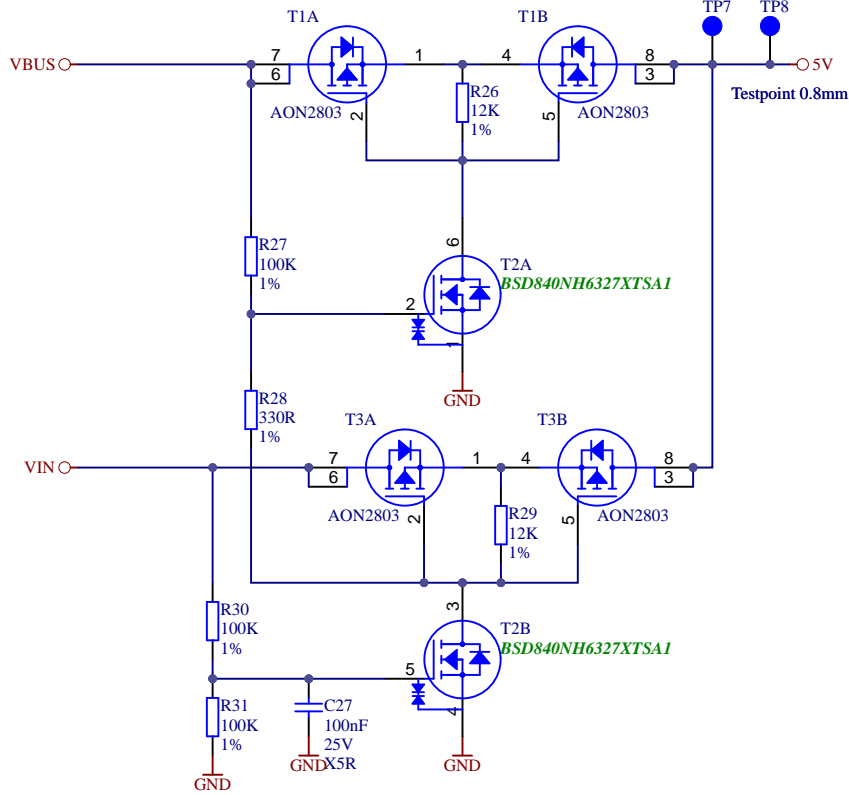 T1A
T1B
TP7
TP8
VBUS
7
1
4
8
5V
6
3
R26
12K
1%
Testpoint 0.8mm
AON2803
2
5
AON2803
R27
100K
1%
6
T2A
BSD840NH6327XTSA1
2
1
GND
R28
330R
1%
T3A
T3B
VIN
7
1
4
8
6
3
AON2803
2
R29
12K
1%
5
AON2803
R30
100K
1%
3
T2B
BSD840NH6327XTSA1
5
4
R31
100K
1%
C27
100nF
25V
X5R
GND
GND
GND